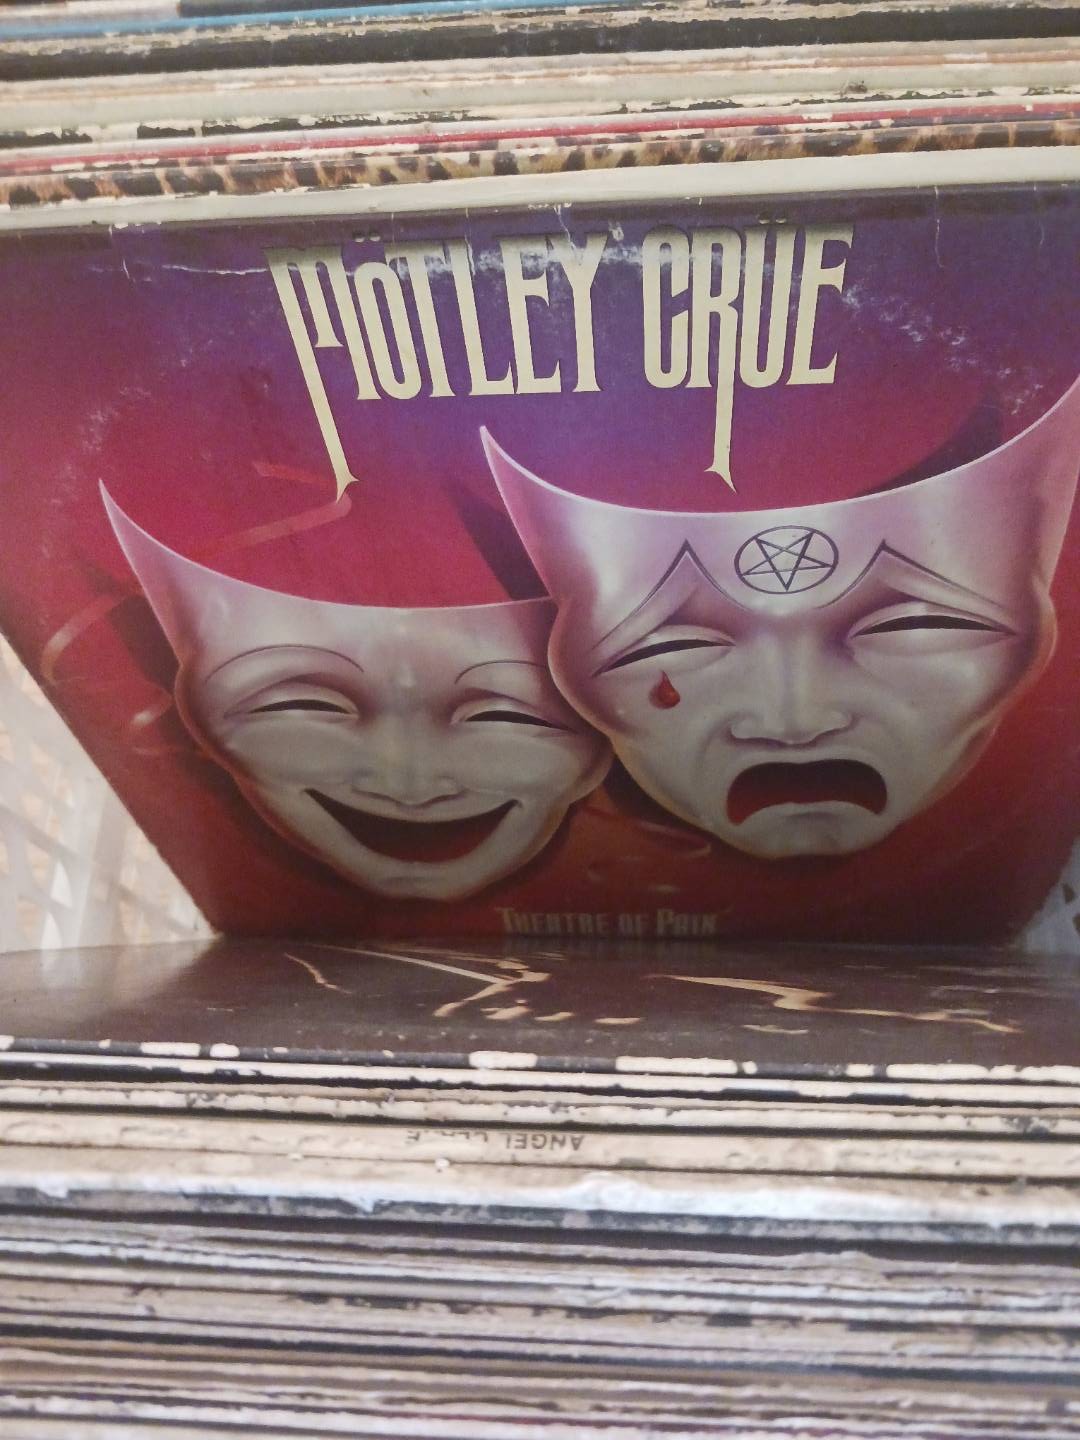 MÖTLEY CRÜE
THEATRE OF PAIN
ANGEL